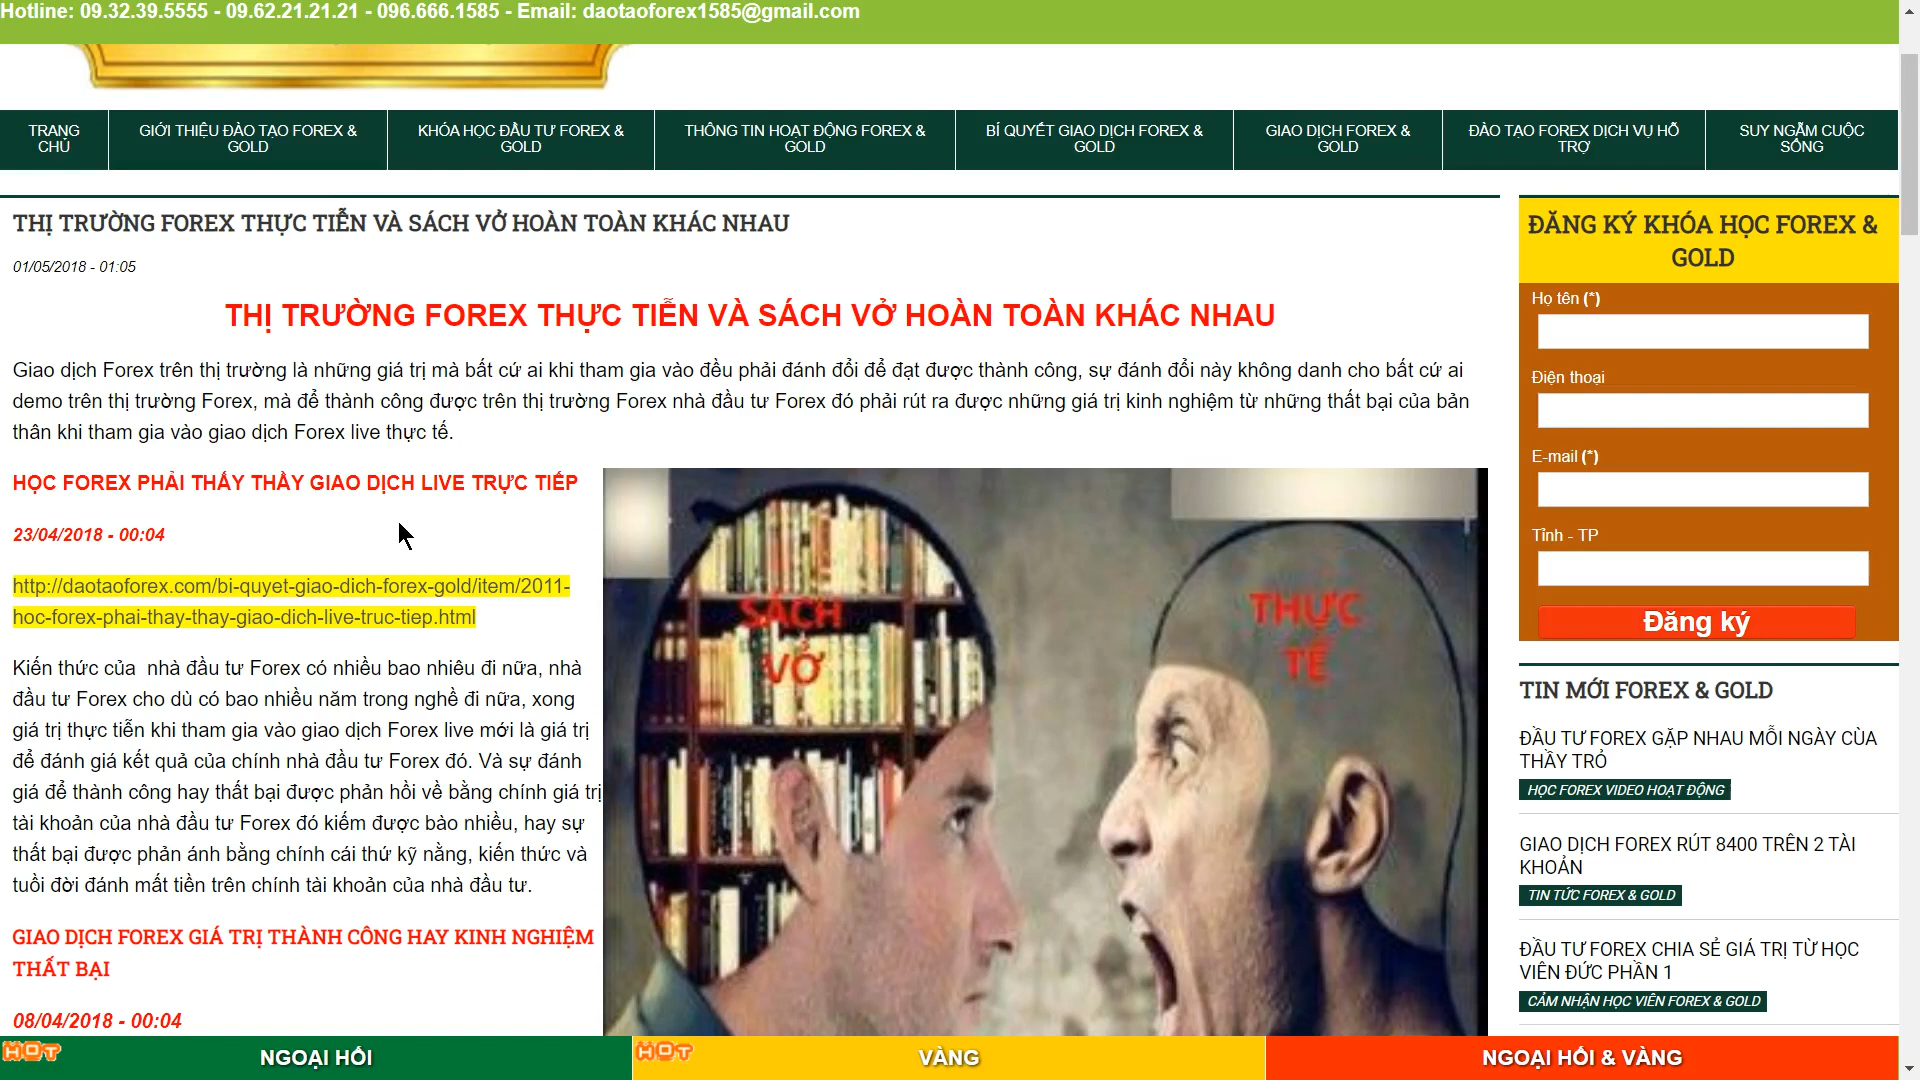 Hotline: 09.32.39.5555 - 09.62.21.21.21 - 096.666.1585 - Email: daotaoforex1585@gmail.com
TRANG CHỦ
GIỚI THIỆU ĐÀO TẠO FOREX & GOLD
KHÓA HỌC ĐẦU TƯ FOREX & GOLD
THÔNG TIN HOẠT ĐỘNG FOREX & GOLD
BÍ QUYẾT GIAO DỊCH FOREX & GOLD
GIAO DỊCH FOREX & GOLD
ĐÀO TẠO FOREX DỊCH VỤ HỖ TRỢ
SUY NGẪM CUỘC SỐNG
THỊ TRƯỜNG FOREX THỰC TIỄN VÀ SÁCH VỞ HOÀN TOÀN KHÁC NHAU
01/05/2018 - 01:05
THỊ TRƯỜNG FOREX THỰC TIỄN VÀ SÁCH VỞ HOÀN TOÀN KHÁC NHAU
Giao dịch Forex trên thị trường là những giá trị mà bất cứ ai khi tham gia vào đều phải đánh đổi để đạt được thành công, sự đánh đổi này không danh cho bất cứ ai
demo trên thị trường Forex, mà để thành công được trên thị trường Forex nhà đầu tư Forex đó phải rút ra được những giá trị kinh nghiệm từ những thất bại của bản
thân khi tham gia vào giao dịch Forex live thực tế.
HỌC FOREX PHẢI THẤY THẦY GIAO DỊCH LIVE TRỰC TIẾP
23/04/2018 - 00:04
http://daotaoforex.com/bi-quyet-giao-dich-forex-gold/item/2011-
hoc-forex-phai-thay-thay-giao-dich-live-truc-tiep.html
Kiến thức của  nhà đầu tư Forex có nhiều bao nhiêu đi nữa, nhà
đầu tư Forex cho dù có bao nhiều năm trong nghề đi nữa, xong
giá trị thực tiễn khi tham gia vào giao dịch Forex live mới là giá trị
để đánh giá kết quả của chính nhà đầu tư Forex đó. Và sự đánh
giá để thành công hay thất bại được phản hồi về bằng chính giá trị
tài khoản của nhà đầu tư Forex đó kiếm được bào nhiều, hay sự
thất bại được phản ánh bằng chính cái thứ kỹ nằng, kiến thức và
tuồi đời đánh mất tiền trên chính tài khoản của nhà đầu tư.
GIAO DỊCH FOREX GIÁ TRỊ THÀNH CÔNG HAY KINH NGHIỆM
THẤT BẠI
08/04/2018 - 00:04
SÁCH
VỞ
THỰC
TẾ
ĐĂNG KÝ KHÓA HỌC FOREX &
GOLD
Họ tên (*)
Điện thoại
E-mail (*)
Tỉnh - TP
Đăng ký
TIN MỚI FOREX & GOLD
ĐẦU TƯ FOREX GẶP NHAU MỖI NGÀY CÙA
THẦY TRÒ
HỌC FOREX VIDEO HOẠT ĐỘNG
GIAO DỊCH FOREX RÚT 8400 TRÊN 2 TÀI
KHOẢN
TIN TỨC FOREX & GOLD
ĐẦU TƯ FOREX CHIA SẺ GIÁ TRỊ TỪ HỌC
VIÊN ĐỨC PHẦN 1
CẢM NHẬN HỌC VIÊN FOREX & GOLD
HOT
NGOẠI HỐI
HOT
VÀNG
NGOẠI HỐI & VÀNG